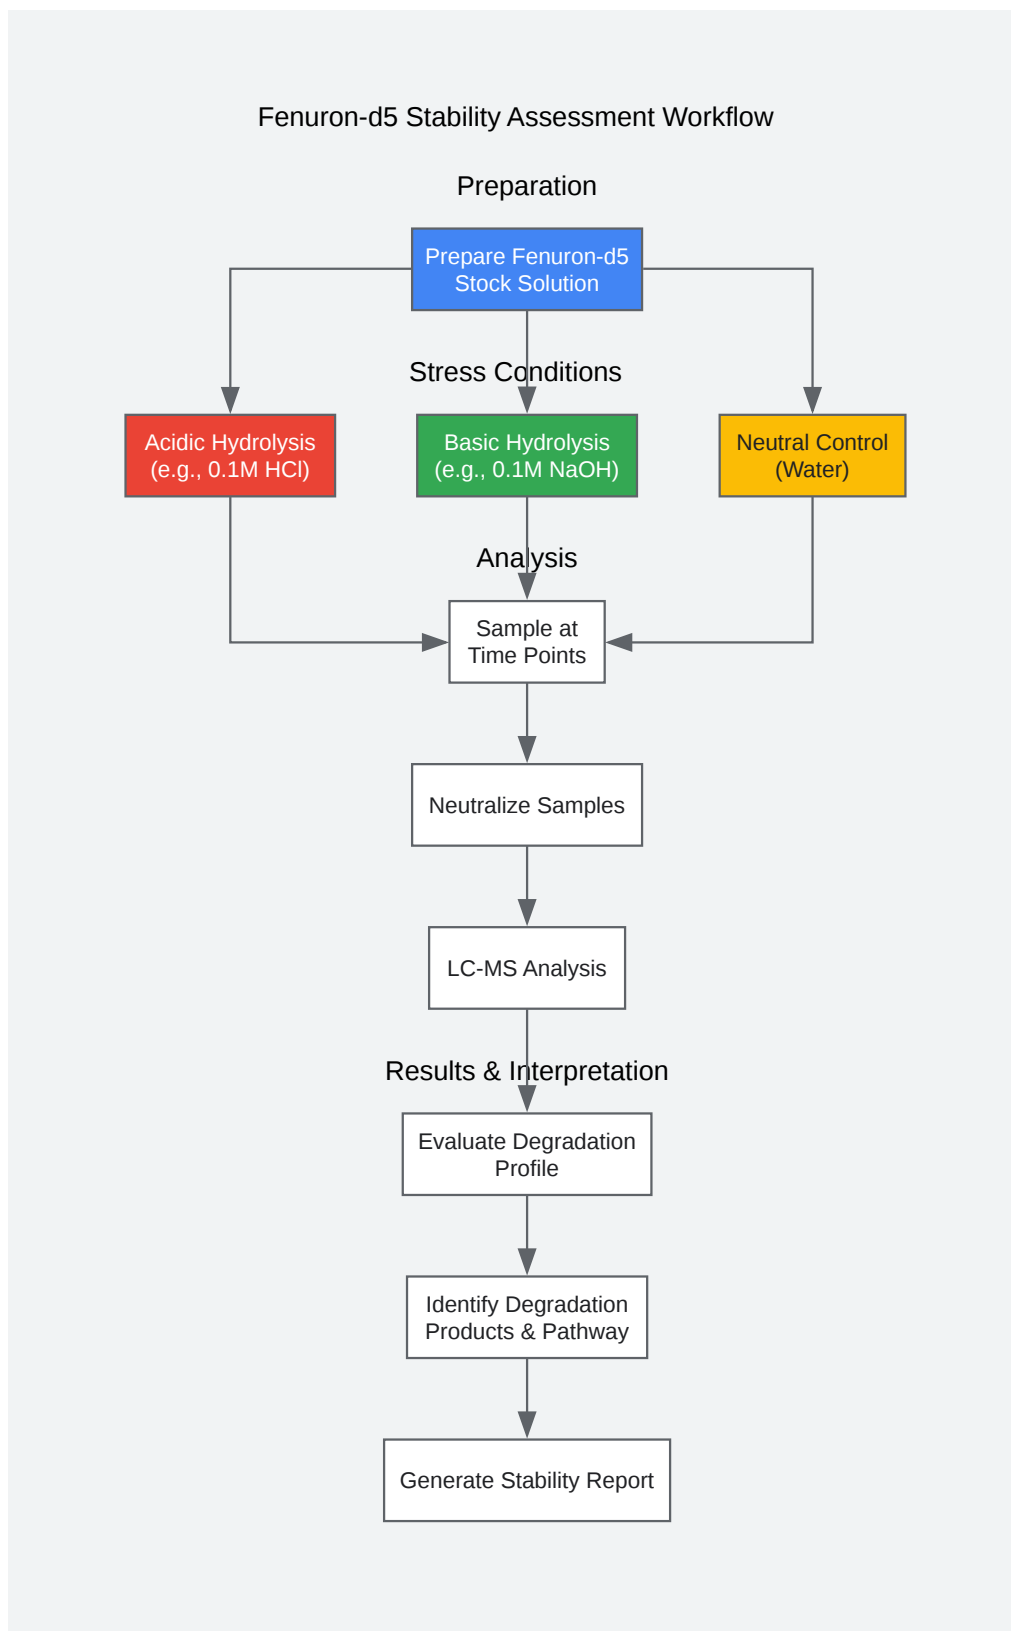 Fenuron-d5 Stability Assessment Workflow
Preparation
Prepare Fenuron-d5
Stock Solution
Stress Conditions
Acidic Hydrolysis
(e.g., 0.1M HCl)
Basic Hydrolysis
(e.g., 0.1M NaOH)
Neutral Control
(Water)
Analysis
Sample at
Time Points
Neutralize Samples
LC-MS Analysis
Results & Interpretation
Evaluate Degradation
Profile
Identify Degradation
Products & Pathway
Generate Stability Report